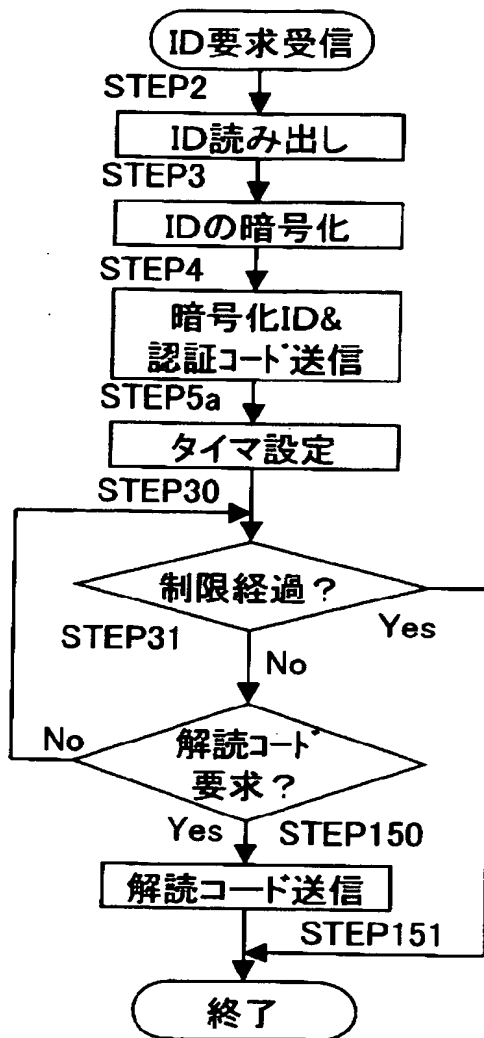 ID要求受信
STEP2
ID読み出し
STEP3
IDの暗号化
STEP4
暗号化ID&
認証コード送信
STEP5a
タイマ設定
STEP30
制限経過?
Yes
STEP31
No
No
解読コード
要求?
Yes
STEP150
解読コード送信
STEP151
終了